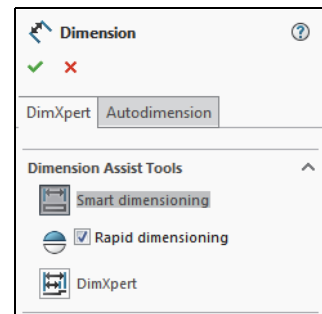 Dimension
DimXpert Autodimension
Dimension Assist Tools
Smart dimensioning
Rapid dimensioning
DimXpert